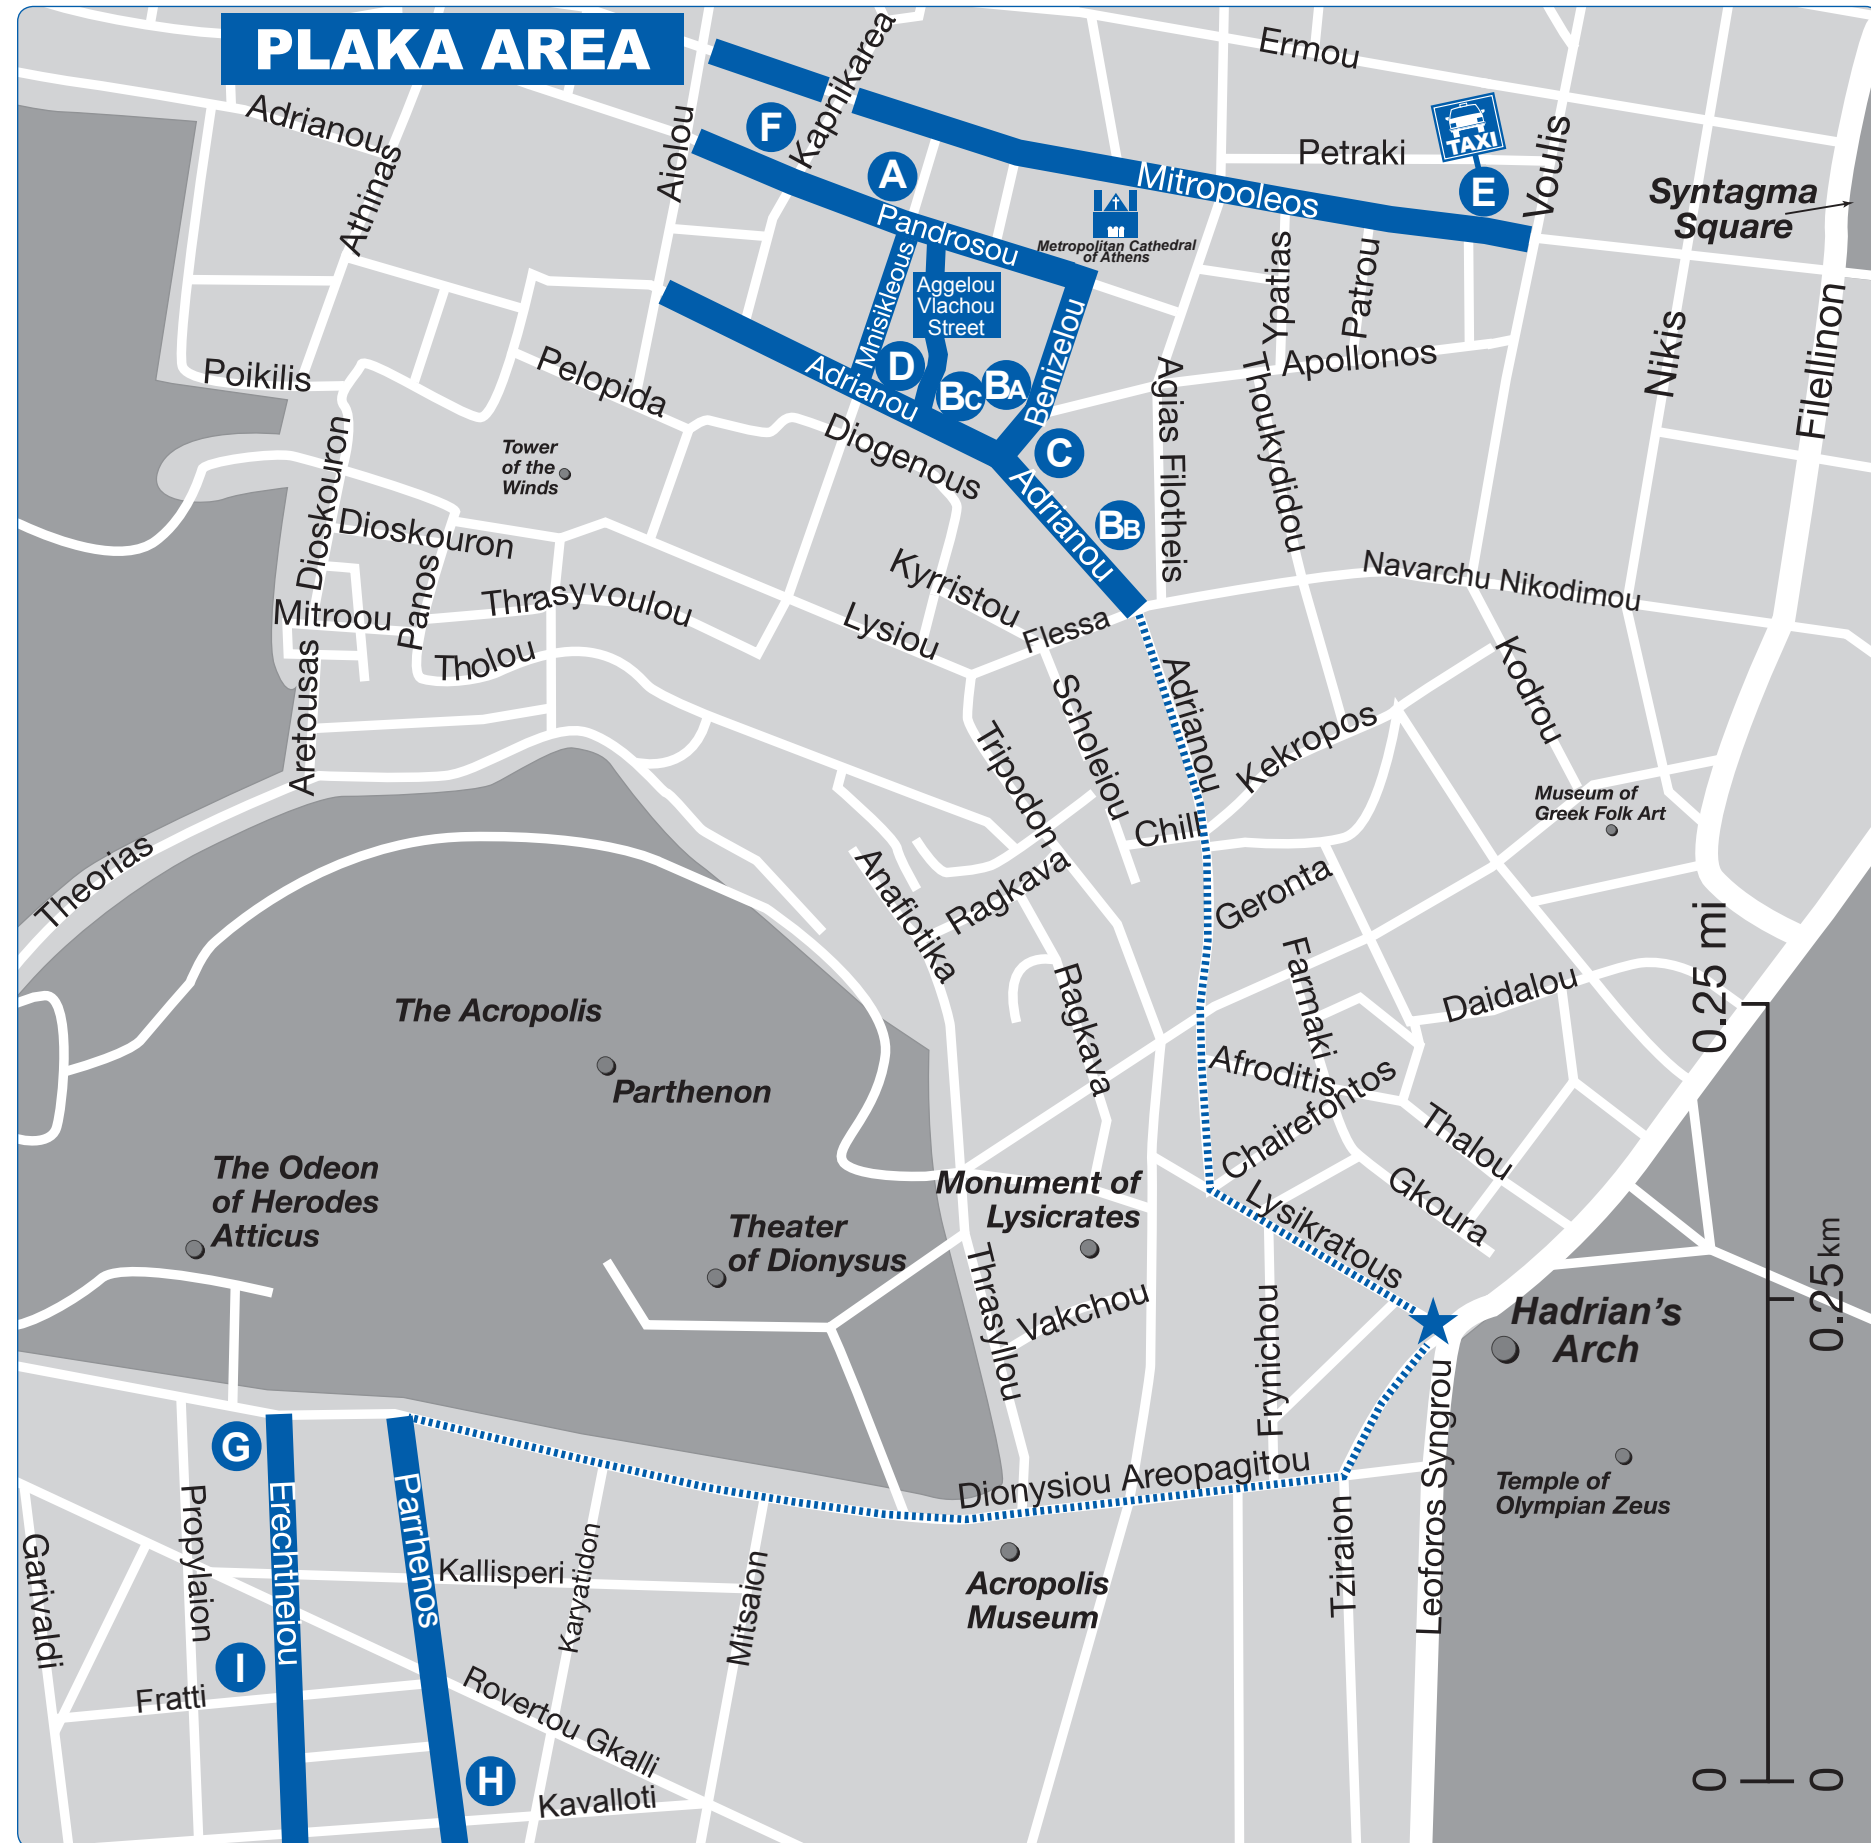 PLAKA AREA
Ermou
Kapnikarea
Adrianou
Athinas
Aiolou
F
A
Petraki
TAXI
E
Voulis
Mitropoleos
Syntagma
Square
Pandrosou
Metropolitan Cathedral
of Athens
Mnisikleous
Aggelou
Vlachou
Street
Benizelou
Ypatias
Patrou
Apollonos
Nikis
Filellinon
Poikilis
Pelopida
Adrianou
D
BC
BA
C
Diogenous
Agias Filotheis
Thoukydidou
Tower
of the
Winds
Dioskouron
Dioskouron
Adrianou
BB
Panos
Mitroou
Thrasyvoulou
Kyrristou
Flessa
Navarchu Nikodimou
Lysiou
Tholou
Aretousas
Scholeiou
Adrianou
Kekropos
Kodrou
Tripodon
Chill
Museum of
Greek Folk Art
Theorias
Anafiotika
Ragkava
Geronta
Farmaki
Ragkava
Daidalou
0.25 mi
The Acropolis
Parthenon
Afroditis
Chairefontos
Thalou
Gkoura
The Odeon
of Herodes
Atticus
Monument of
Lysicrates
Lysikratous
Theater
of Dionysus
Thrasyllou
Vakchou
Frynichou
Hadrian's
Arch
0.25 km
G
Erechtheiou
Parrhenos
Propylaion
Garivaldi
Dionysiou Areopagitou
Leoforos Syngrou
Temple of
Olympian Zeus
Tziraion
Kallisperi
Karyatidon
Mitsaion
Acropolis
Museum
I
Fratti
Rovertou Gkalli
H
Kavalloti
0
0